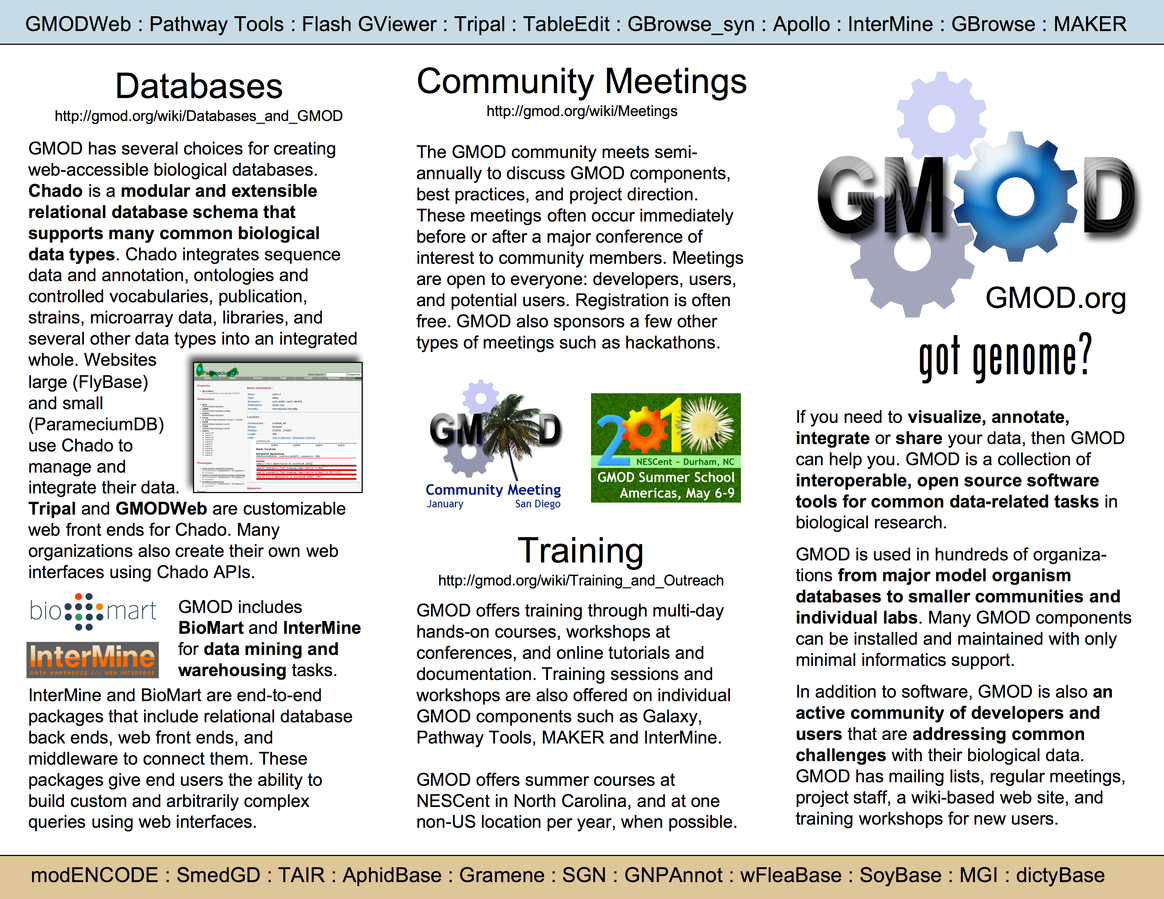 GMODWeb : Pathway Tools : Flash GViewer : Tripal : TableEdit : GBrowse_syn : Apollo : InterMine : GBrowse : MAKER
Databases
http://gmod.org/wiki/Databases_and_GMOD
GMOD has several choices for creating
web-accessible biological databases.
Chado is a modular and extensible
relational database schema that
supports many common biological
data types. Chado integrates sequence
data and annotation, ontologies and
controlled vocabularies, publication,
strains, microarray data, libraries, and
several other data types into an integrated
whole. Websites
large (FlyBase)
and small
(ParameciumDB)
use Chado to
manage and
integrate their data.
Tripal and GMODWeb are customizable
web front ends for Chado. Many
organizations also create their own web
interfaces using Chado APIs.
bio mart
InterMine
DATA WAREHOUSE /// WEB INTERFACE
GMOD includes
BioMart and InterMine
for data mining and
warehousing tasks.
InterMine and BioMart are end-to-end
packages that include relational database
back ends, web front ends, and
middleware to connect them. These
packages give end users the ability to
build custom and arbitrarily complex
queries using web interfaces.
Community Meetings
http://gmod.org/wiki/Meetings
The GMOD community meets semi-
annually to discuss GMOD components,
best practices, and project direction.
These meetings often occur immediately
before or after a major conference of
interest to community members. Meetings
are open to everyone: developers, users,
and potential users. Registration is often
free. GMOD also sponsors a few other
types of meetings such as hackathons.
GMOD
Community Meeting
January San Diego
2010
NESCent – Durham, NC
GMOD Summer School
Americas, May 6-9
Training
http://gmod.org/wiki/Training_and_Outreach
GMOD offers training through multi-day
hands-on courses, workshops at
conferences, and online tutorials and
documentation. Training sessions and
workshops are also offered on individual
GMOD components such as Galaxy,
Pathway Tools, MAKER and InterMine.
GMOD offers summer courses at
NESCent in North Carolina, and at one
non-US location per year, when possible.
GMOD
GMOD.org
got genome?
If you need to visualize, annotate,
integrate or share your data, then GMOD
can help you. GMOD is a collection of
interoperable, open source software
tools for common data-related tasks in
biological research.
GMOD is used in hundreds of organiza-
tions from major model organism
databases to smaller communities and
individual labs. Many GMOD components
can be installed and maintained with only
minimal informatics support.
In addition to software, GMOD is also an
active community of developers and
users that are addressing common
challenges with their biological data.
GMOD has mailing lists, regular meetings,
project staff, a wiki-based web site, and
training workshops for new users.
modENCODE : SmedGD : TAIR : AphidBase : Gramene : SGN : GNPAnnot : wFleaBase : SoyBase : MGI : dictyBase